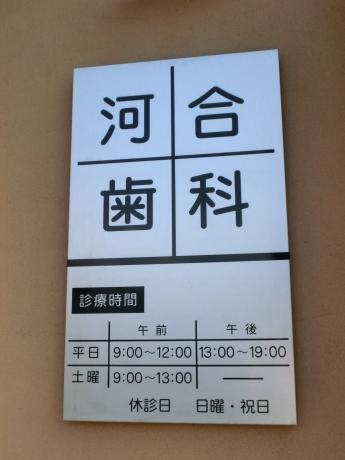 河合
歯科
診療時間
午前 午後
平日 9:00～12:00 13:00～19:00
土曜 9:00～13:00 ――
休診日 日曜・祝日